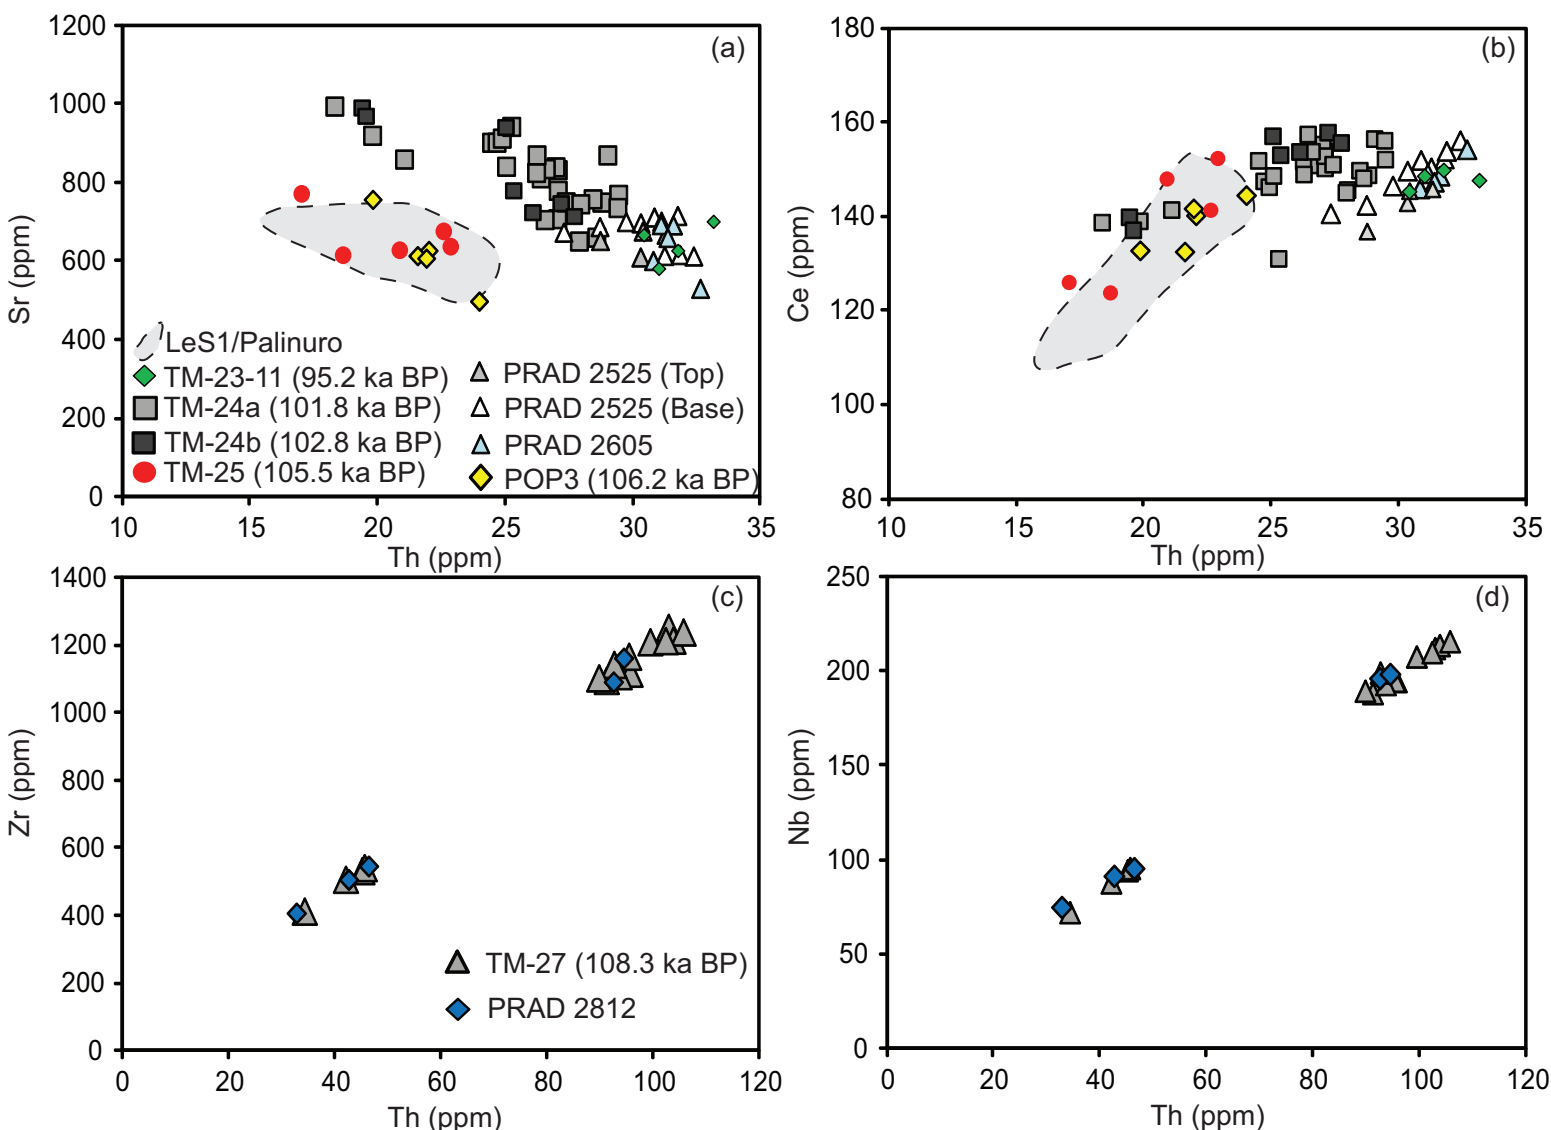 1200
1000
800
600
400
200
0
10
15
20
25
30
35
Sr (ppm)
Th (ppm)
(a)
LeS1/Palinuro
TM-23-11 (95.2 ka BP)
TM-24a (101.8 ka BP)
TM-24b (102.8 ka BP)
TM-25 (105.5 ka BP)
PRAD 2525 (Top)
PRAD 2525 (Base)
PRAD 2605
POP3 (106.2 ka BP)
180
160
140
120
100
80
10
15
20
25
30
35
Ce (ppm)
Th (ppm)
(b)
1400
1200
1000
800
600
400
200
0
0
20
40
60
80
100
120
Zr (ppm)
Th (ppm)
(c)
TM-27 (108.3 ka BP)
PRAD 2812
250
200
150
100
50
0
0
20
40
60
80
100
120
Nb (ppm)
Th (ppm)
(d)